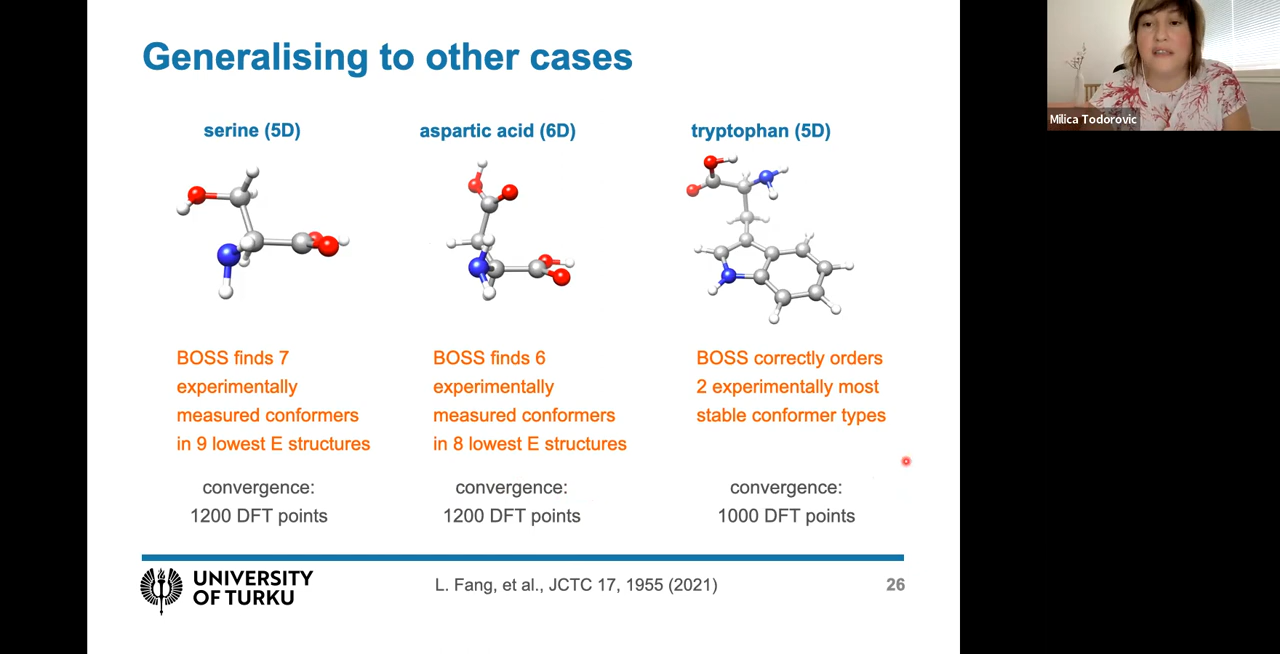 Generalising to other cases
serine (5D)
aspartic acid (6D)
tryptophan (5D)
BOSS finds 7
experimentally
measured conformers
in 9 lowest E structures
BOSS finds 6
experimentally
measured conformers
in 8 lowest E structures
BOSS correctly orders
2 experimentally most
stable conformer types
convergence:
1200 DFT points
convergence:
1200 DFT points
convergence:
1000 DFT points
UNIVERSITY
OF TURKU
L. Fang, et al., JCTC 17, 1955 (2021)
26
Milica Todorovic